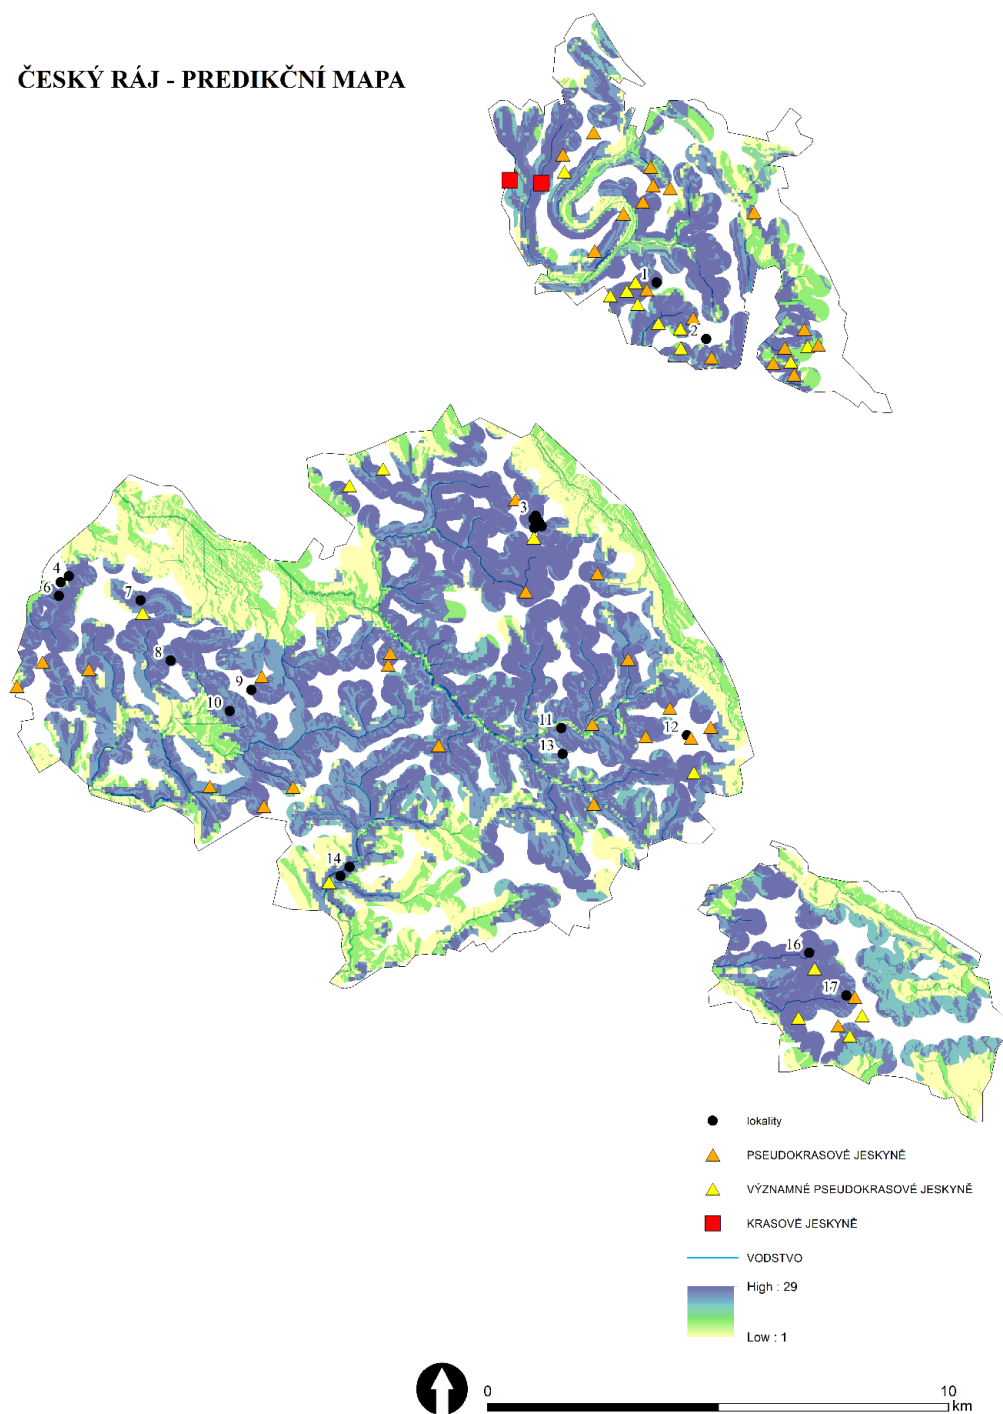 ČESKÝ RÁJ - PREDIKČNÍ MAPA
1
2
3
4
6
7
8
9
10
11
12
13
14
16
17
lokality
PSEUDOKRASOVÉ JESKYNĚ
VÝZNAMNÉ PSEUDOKRASOVÉ JESKYNĚ
KRASOVÉ JESKYNĚ
VODSTVO
High : 29
Low : 1
0 10
km